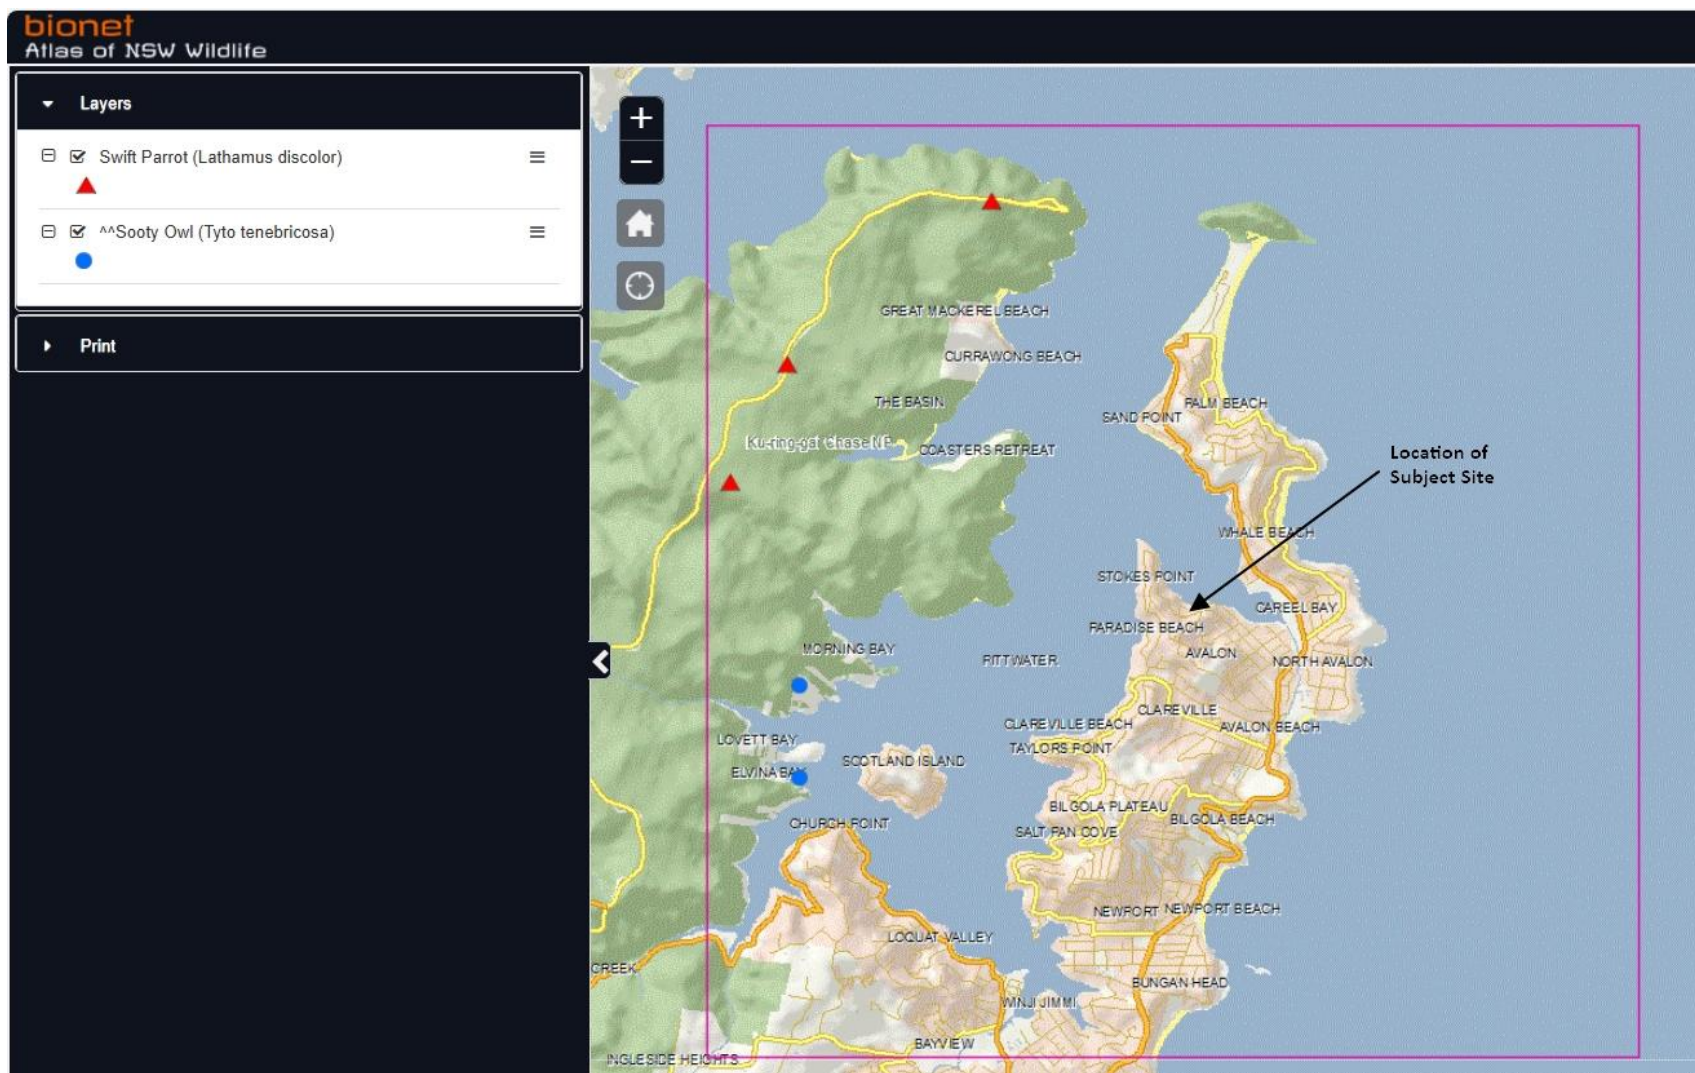 bionet
Atlas of NSW Wildlife
Layers
Swift Parrot (Lathamus discolor)
^^Sooty Owl (Tyto tenebricosa)
Print
GREAT MACKEREL BEACH
CURRAWONG BEACH
THE BASIN
PALM BEACH
SAND POINT
Ku-ring-gai Chase NP
COASTERS RETREAT
Location of
Subject Site
WHALE BEACH
STOKES POINT
CAREEL BAY
PARADISE BEACH
MORNING BAY
PITTWATER
AVALON
NORTH AVALON
CLAREVILLE
CLAREVILLE BEACH
AVALON BEACH
LOVETT BAY
TAYLORS POINT
SCOTLAND ISLAND
ELVINA BAY
BILGOLA PLATEAU
BILGOLA BEACH
CHURCH POINT
SALT PAN COVE
NEWPORT
NEWPORT BEACH
LOQUAT VALLEY
CREEK
BUNGAN HEAD
WINJI JIMMI
BAYVIEW
INGLESIDE HEIGHTS